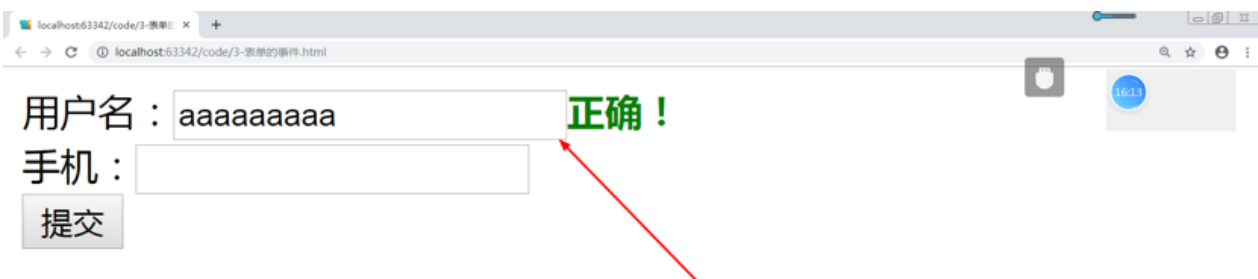 localhost:63342/code/3-表单
localhost:63342/code/3-表单的事件.html
16:13
用户名：aaaaaaaaa正确！
手机：
提交